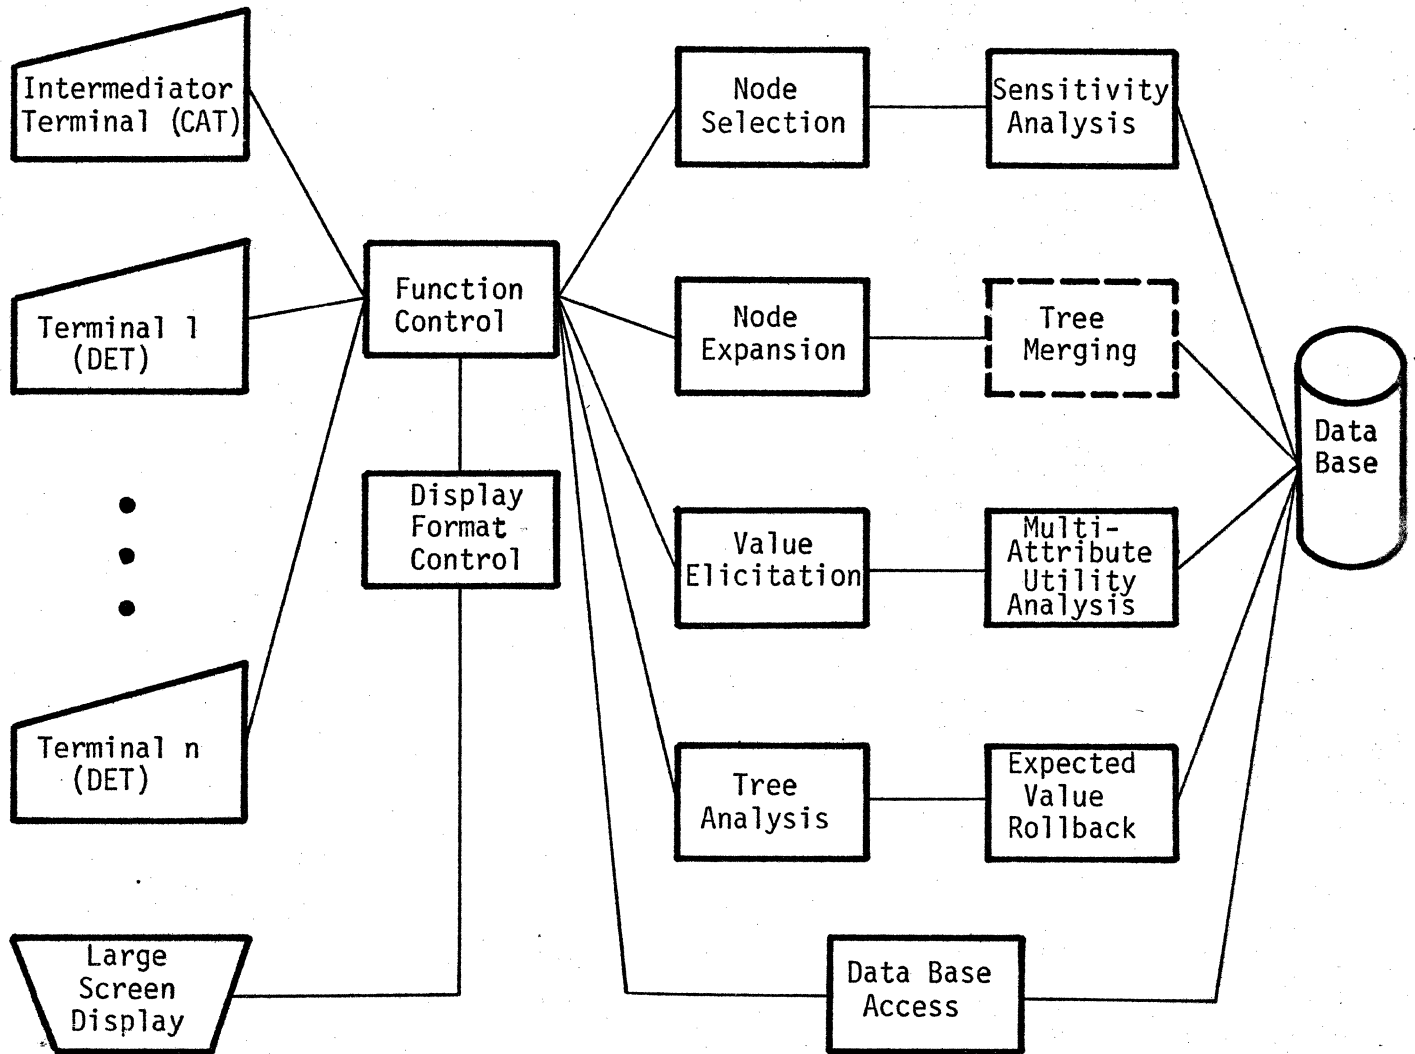 Intermediator
Terminal (CAT)
Terminal 1
(DET)
Terminal n
(DET)
Large
Screen
Display
Function
Control
Display
Format
Control
Node
Selection
Node
Expansion
Value
Elicitation
Tree
Analysis
Data Base
Access
Sensitivity
Analysis
Tree
Merging
Multi-
Attribute
Utility
Analysis
Expected
Value
Rollback
Data
Base